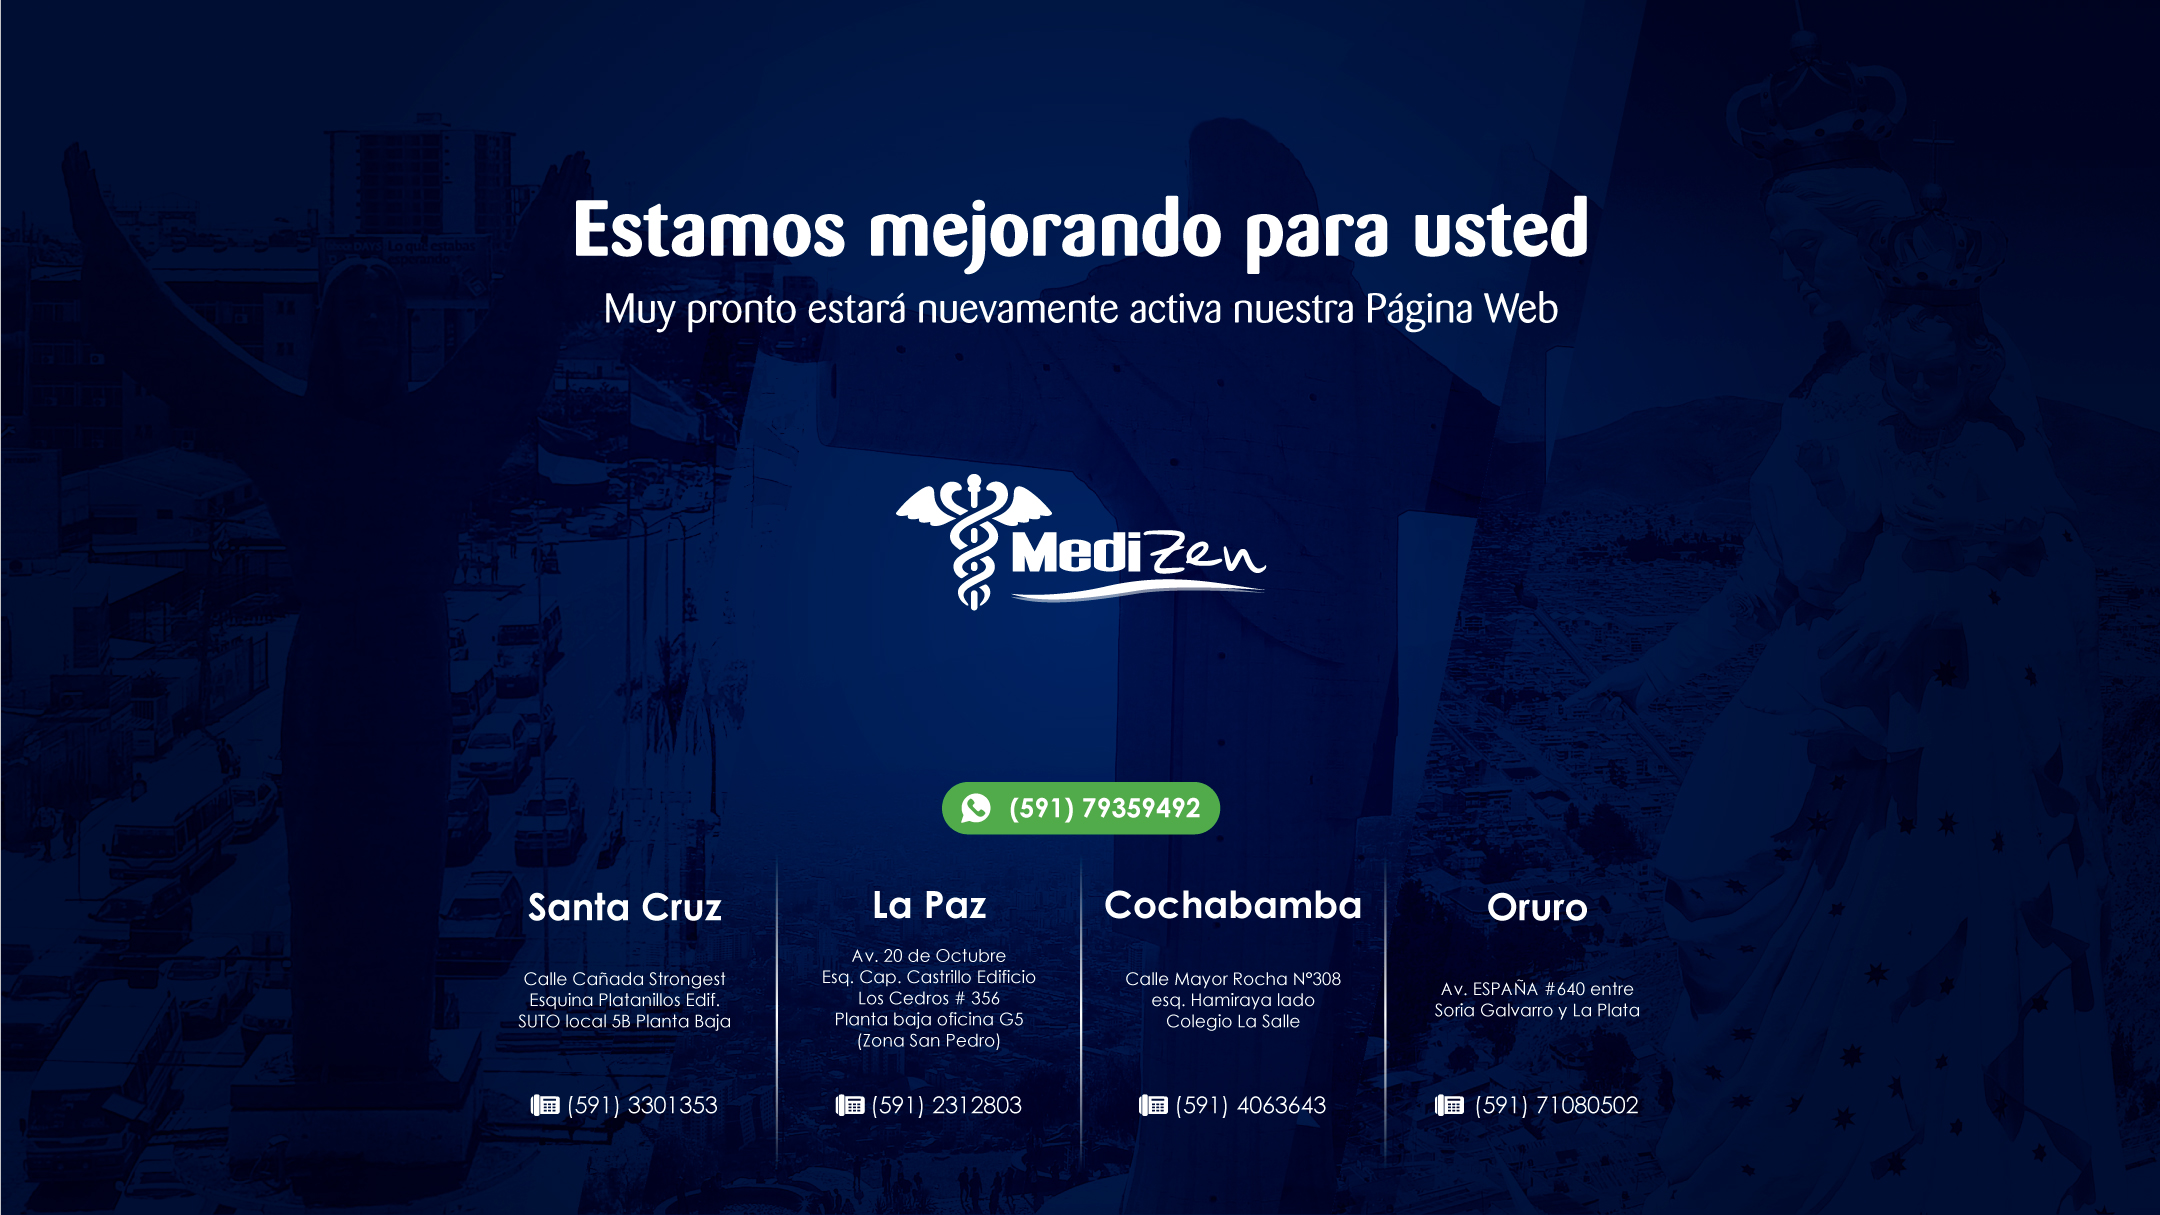 Estamos mejorando para usted
Muy pronto estará nuevamente activa nuestra Página Web
Lo que estabas
esperando
MediZen
(591) 79359492
Santa Cruz
Calle Cañada Strongest
Esquina Platanillos Edif.
SUTO local 5B Planta Baja
(591) 3301353
La Paz
Av. 20 de Octubre
Esq. Cap. Castrillo Edificio
Los Cedros # 356
Planta baja oficina G5
(Zona San Pedro)
(591) 2312803
Cochabamba
Calle Mayor Rocha N°308
esq. Hamiraya lado
Colegio La Salle
(591) 4063643
Oruro
Av. ESPAÑA #640 entre
Soria Galvarro y La Plata
(591) 71080502